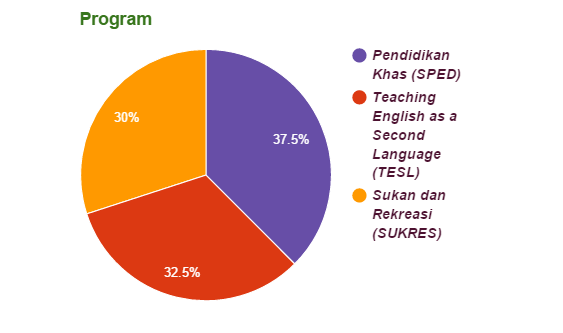 Program
30%
37.5%
32.5%
Pendidikan
Khas (SPED)
Teaching
English as a
Second
Language
(TESL)
Sukan dan
Rekreasi
(SUKRES)